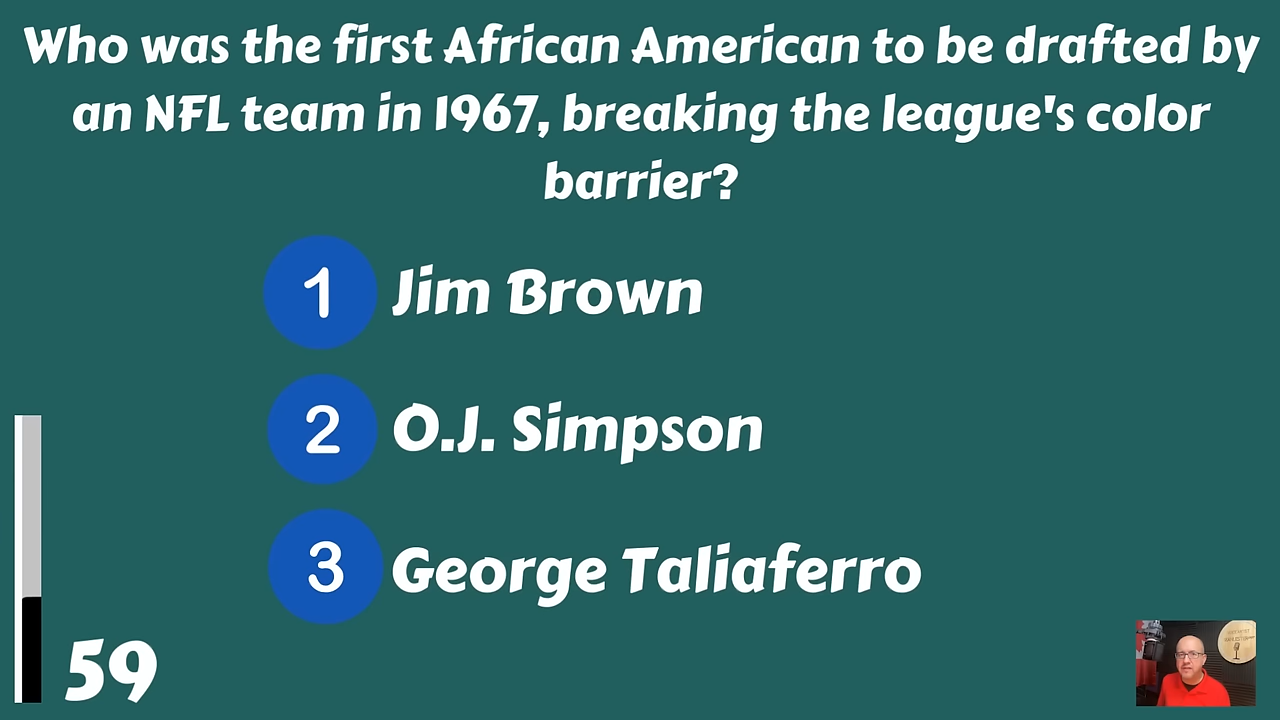 Who was the first African American to be drafted by
an NFL team in 1967, breaking the league's color
barrier?
1 Jim Brown
2 O.J. Simpson
3 George Taliaferro
59